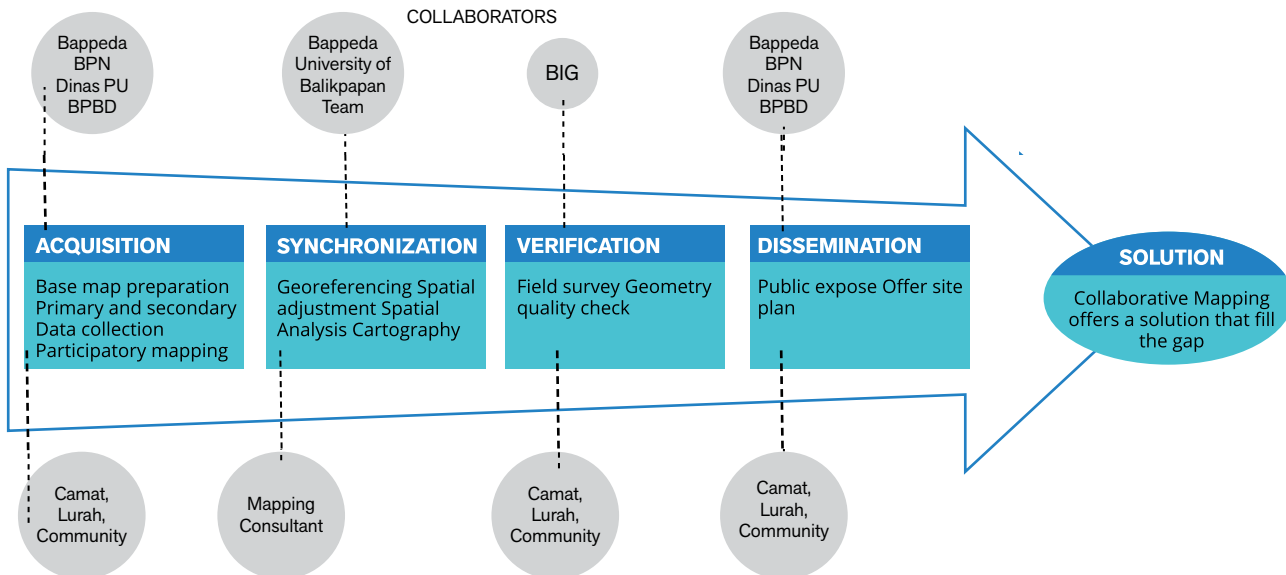 COLLABORATORS
Bappeda
BPN
Dinas PU
BPBD
Bappeda
University of
Balikpapan
Team
BIG
Bappeda
BPN
Dinas PU
BPBD
ACQUISITION
Base map preparation
Primary and secondary
Data collection
Participatory mapping
SYNCHRONIZATION
Georeferencing Spatial
adjustment Spatial
Analysis Cartography
VERIFICATION
Field survey Geometry
quality check
DISSEMINATION
Public expose Offer site
plan
SOLUTION
Collaborative Mapping
offers a solution that fill
the gap
Camat,
Lurah,
Community
Mapping
Consultant
Camat,
Lurah,
Community
Camat,
Lurah,
Community